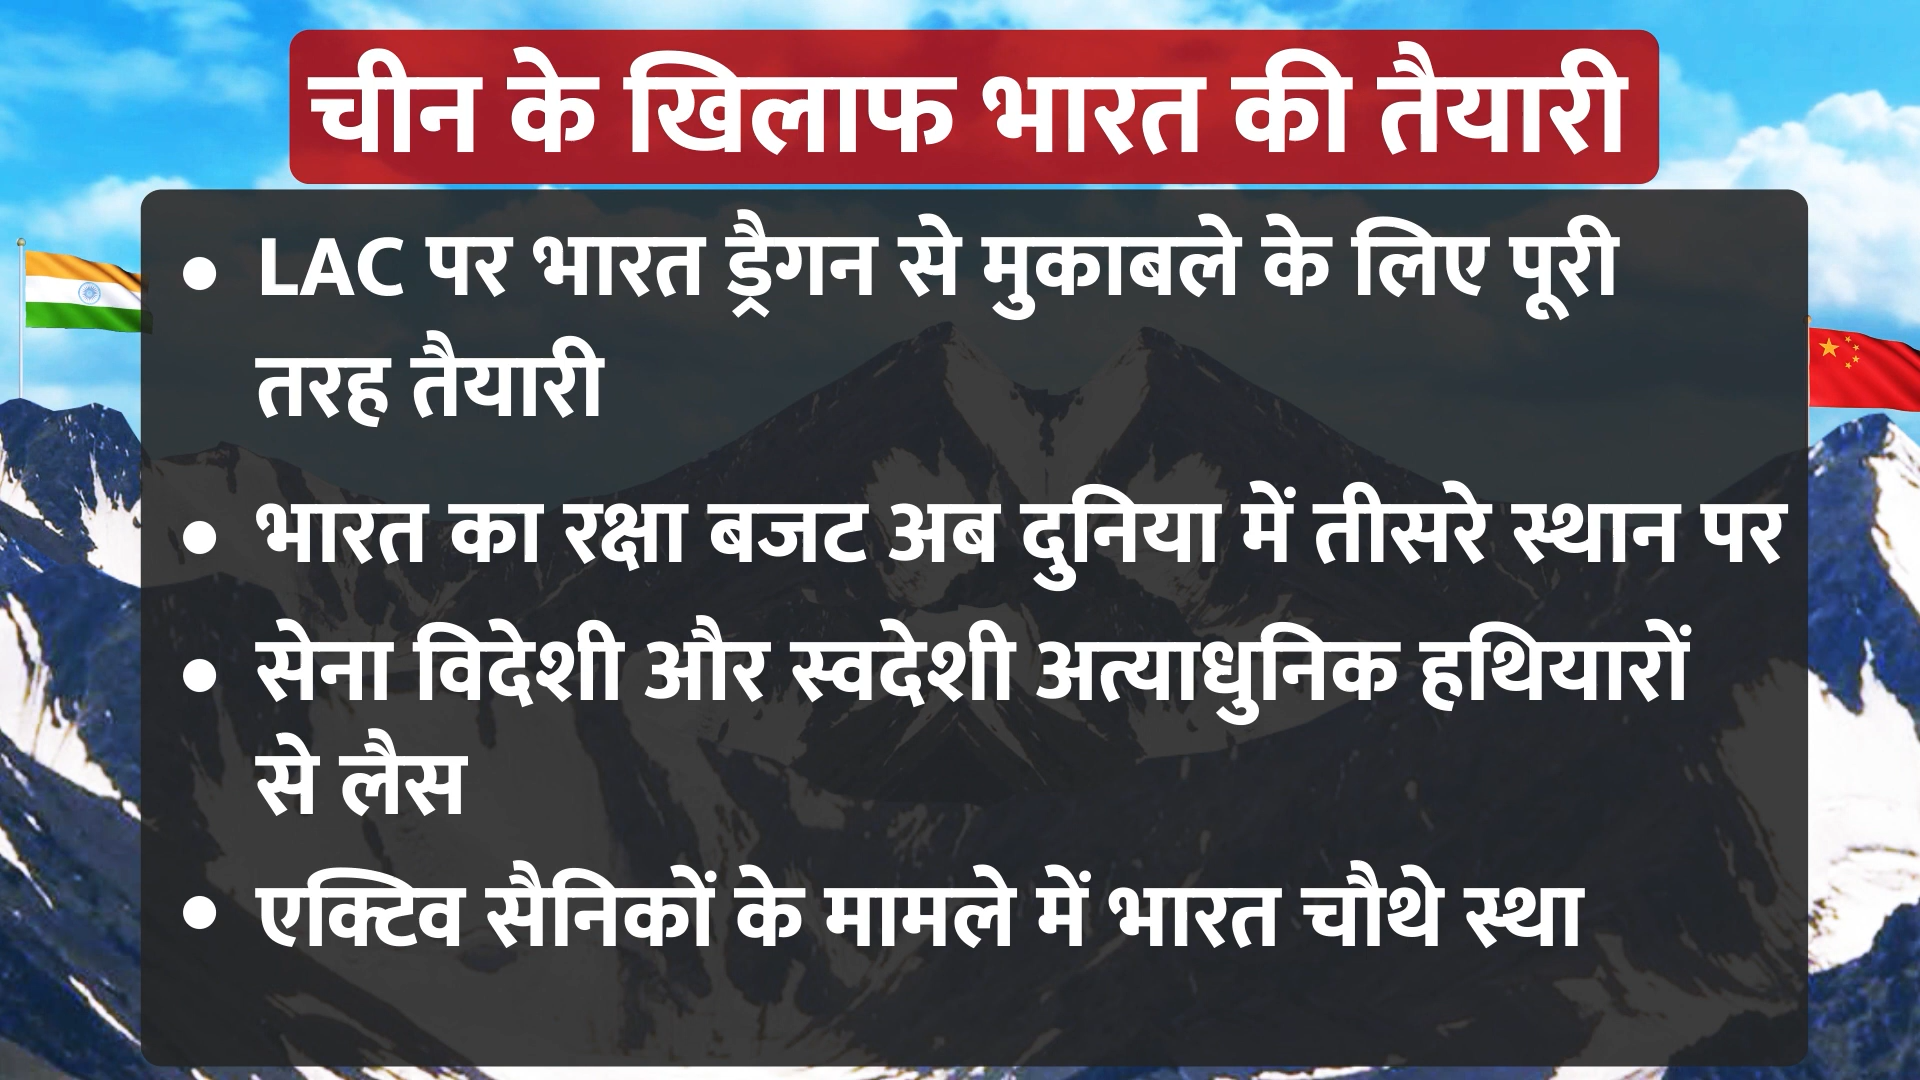 चीन के खिलाफ भारत की तैयारी
• LAC पर भारत ड्रैगन से मुकाबले के लिए पूरी
तरह तैयारी
• भारत का रक्षा बजट अब दुनिया में तीसरे स्थान पर
• सेना विदेशी और स्वदेशी अत्याधुनिक हथियारों
से लैस
• एक्टिव सैनिकों के मामले में भारत चौथे स्था